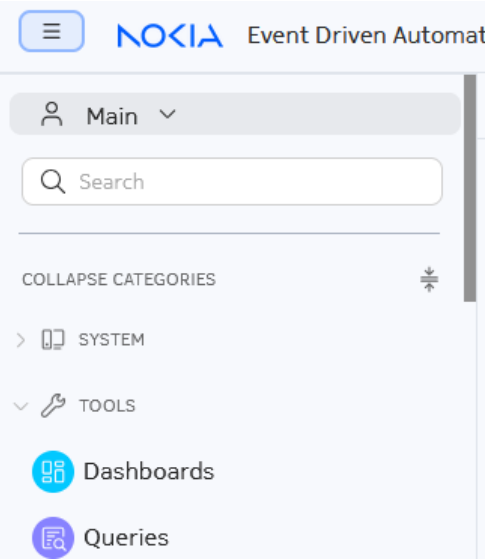 NOKIA Event Driven Automat
Main
Search
COLLAPSE CATEGORIES
SYSTEM
TOOLS
Dashboards
Queries